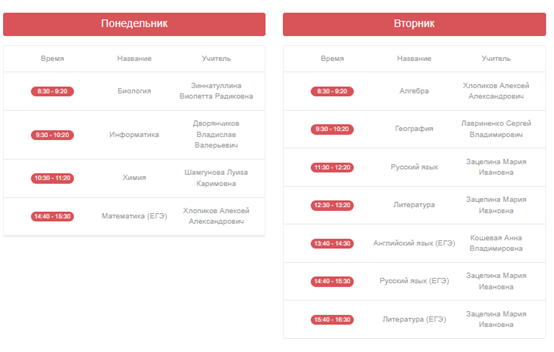 Понедельник
Время Название Учитель
8:30 - 9:20 Биология Зиннатуллина
Виолетта Радиковна
9:30 - 10:20 Информатика Дворянчиков
Владислав
Валерьевич
10:30 - 11:20 Химия Шамгунова Луиза
Каримовна
14:40 - 15:30 Математика (ЕГЭ) Хлопиков Алексей
Александрович
Вторник
Время Название Учитель
8:30 - 9:20 Алгебра Хлопиков Алексей
Александрович
9:30 - 10:20 География Лавриненко Сергей
Владимирович
11:30 - 12:20 Русский язык Зацепина Мария
Ивановна
12:30 - 13:20 Литература Зацепина Мария
Ивановна
13:40 - 14:30 Английский язык (ЕГЭ) Кошевая Анна
Владимировна
14:40 - 15:30 Русский язык (ЕГЭ) Зацепина Мария
Ивановна
15:40 - 16:30 Литература (ЕГЭ) Зацепина Мария
Ивановна